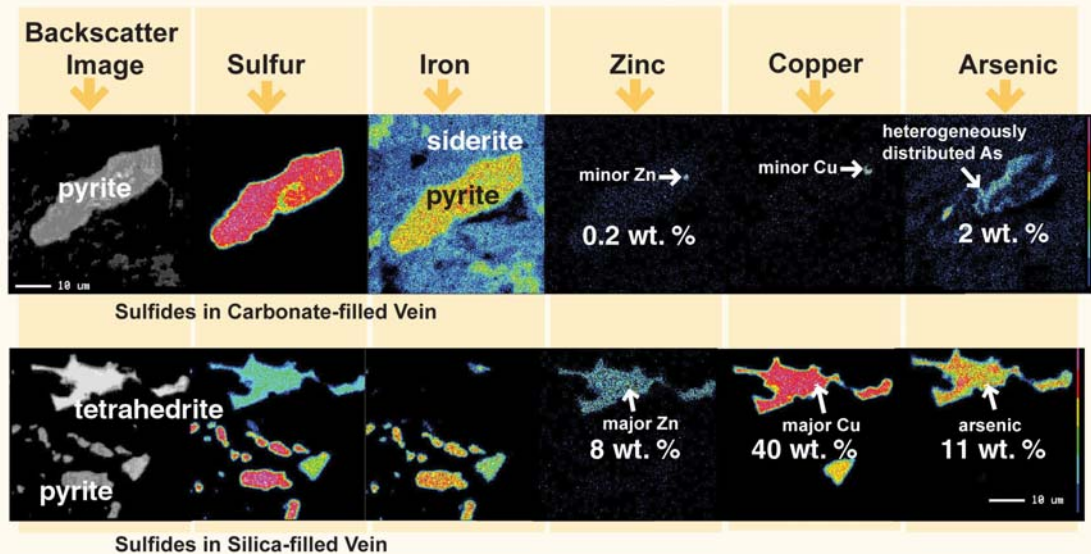 Backscatter
Image
Sulfur
Iron
Zinc
Copper
Arsenic
pyrite
siderite
pyrite
minor Zn
0.2 wt. %
minor Cu
heterogeneously
distributed As
2 wt. %
10 um
Sulfides in Carbonate-filled Vein
tetrahedrite
pyrite
major Zn
8 wt. %
major Cu
40 wt. %
arsenic
11 wt. %
10 um
Sulfides in Silica-filled Vein